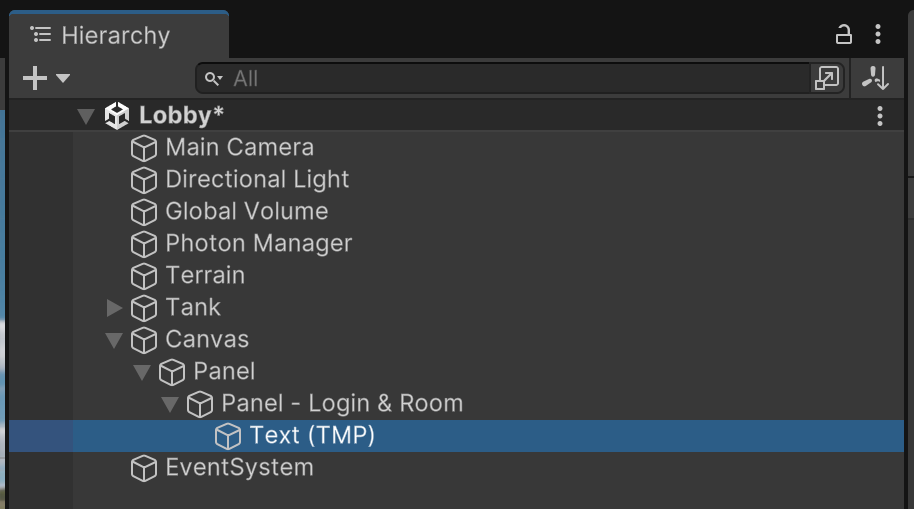 Hierarchy
All
Lobby*
Main Camera
Directional Light
Global Volume
Photon Manager
Terrain
Tank
Canvas
Panel
Panel - Login & Room
Text (TMP)
EventSystem